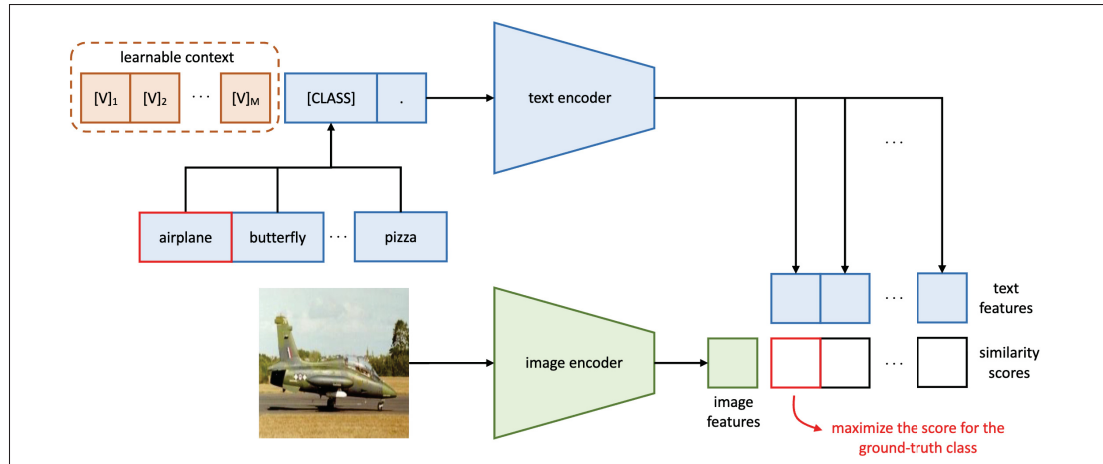 learnable context
[V]₁ [V]₂ ... [V]ₘ [CLASS] .
text encoder
...
airplane butterfly ... pizza
... text
features
image encoder
... similarity
scores
image
features
maximize the score for the
ground-truth class